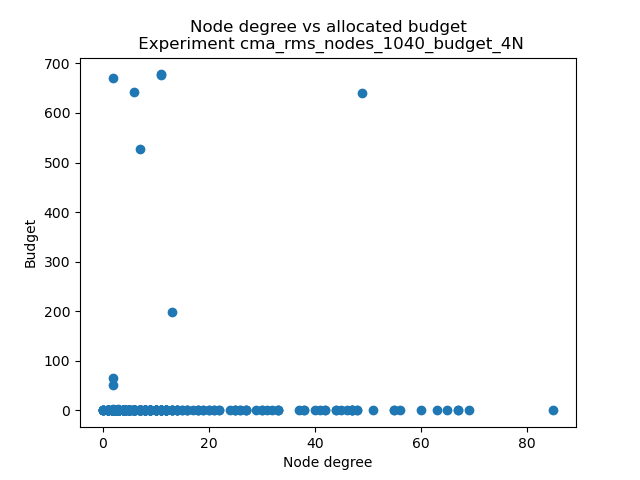 Node degree vs allocated budget
Experiment cma_rms_nodes_1040_budget_4N
700
600
500
400
300
200
100
0
Budget
0 20 40 60 80
Node degree